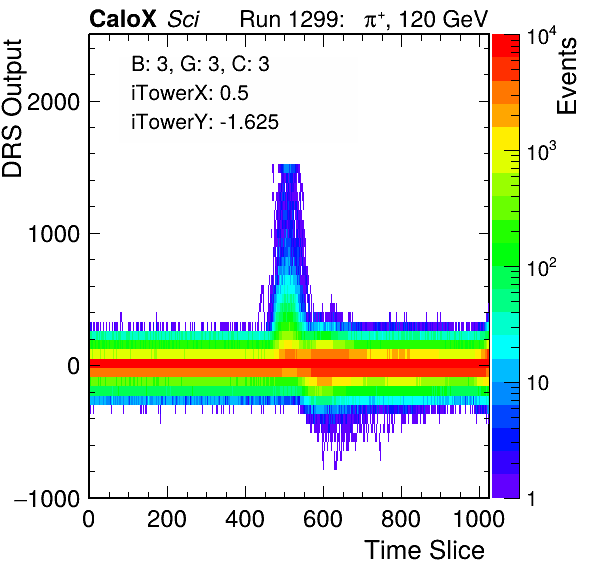 CaloX Sci Run 1299: π⁺, 120 GeV
B: 3, G: 3, C: 3
iTowerX: 0.5
iTowerY: -1.625
DRS Output
2000
1000
0
−1000
0 200 400 600 800 1000
Time Slice
Events
10⁴
10³
10²
10
1